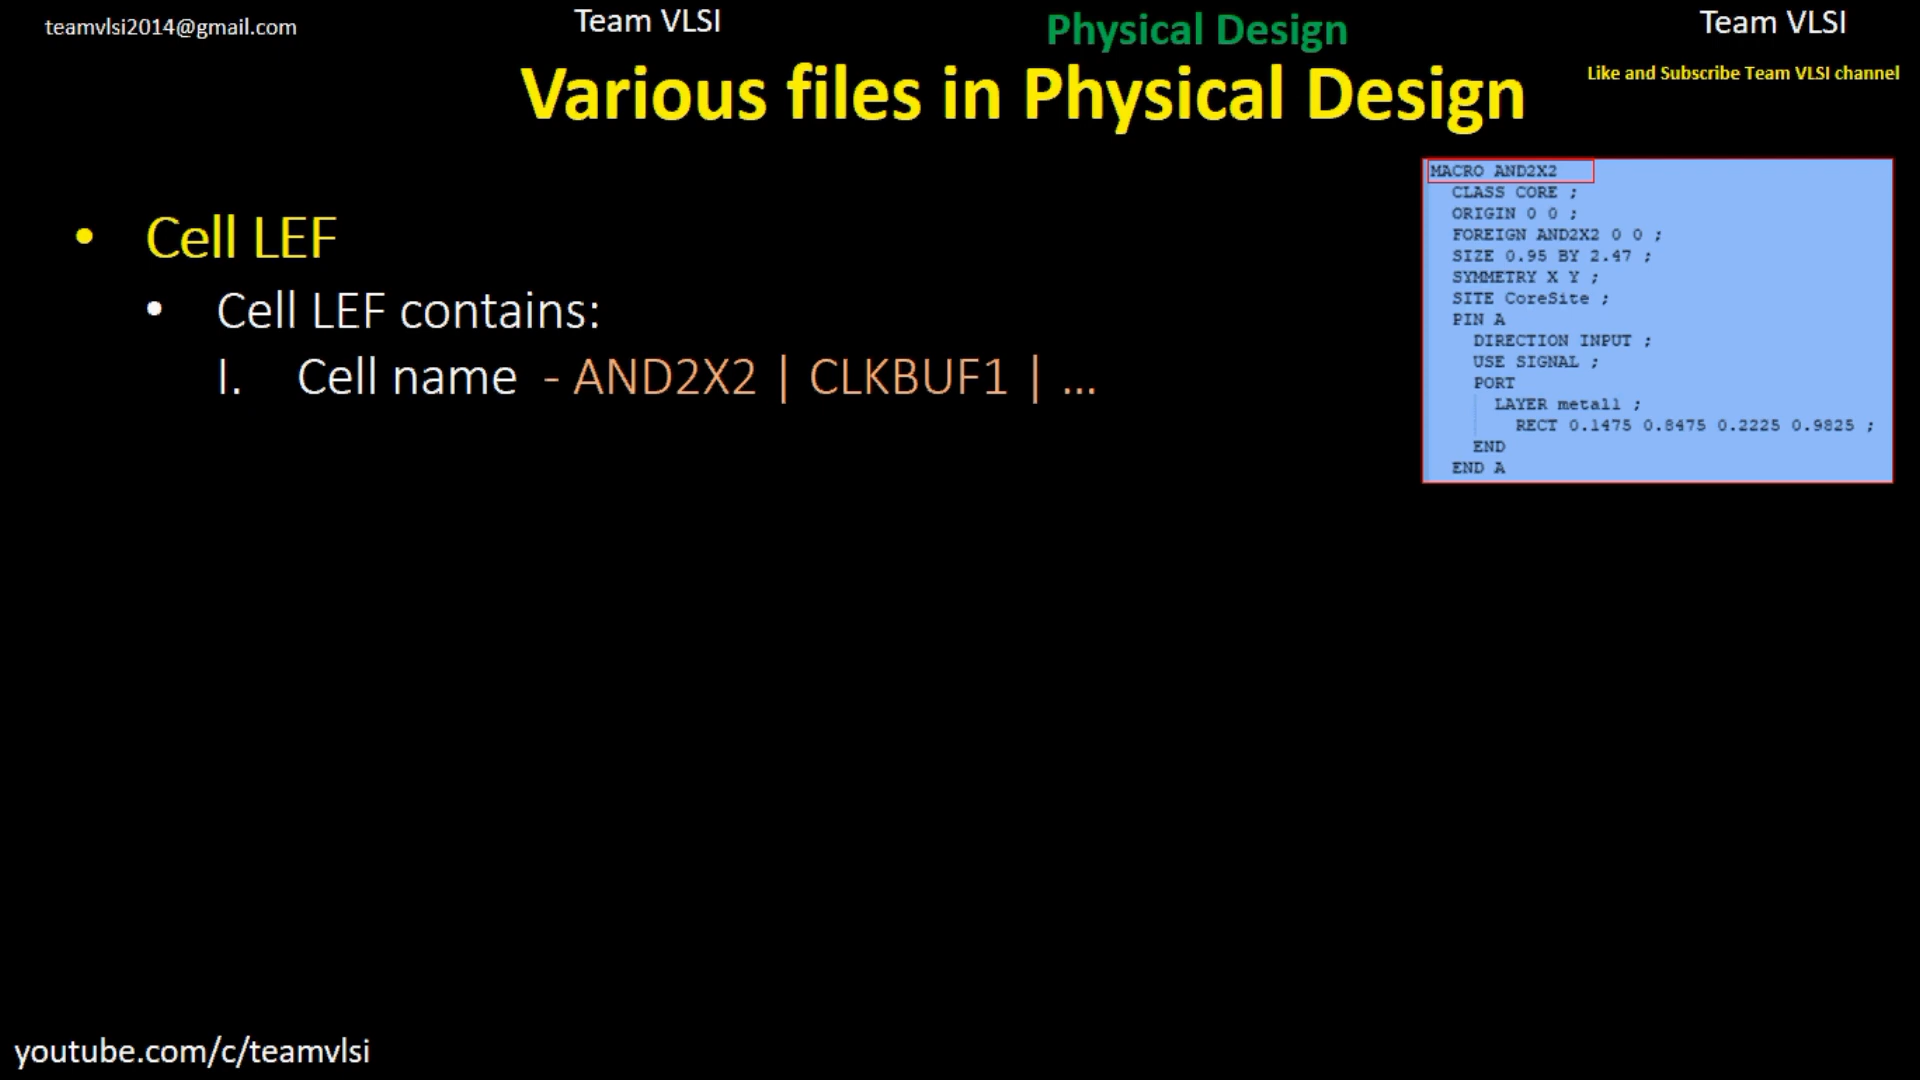 teamvlsi2014@gmail.com
Team VLSI
Physical Design
Team VLSI
Various files in Physical Design
Like and Subscribe Team VLSI channel
• Cell LEF
• Cell LEF contains:
I. Cell name - AND2X2 | CLKBUF1 | ...
MACRO AND2X2
CLASS CORE ;
ORIGIN 0 0 ;
FOREIGN AND2X2 0 0 ;
SIZE 0.95 BY 2.47 ;
SYMMETRY X Y ;
SITE CoreSite ;
PIN A
DIRECTION INPUT ;
USE SIGNAL ;
PORT
LAYER metal1 ;
RECT 0.1475 0.8475 0.2225 0.9825 ;
END
END A
youtube.com/c/teamvlsi